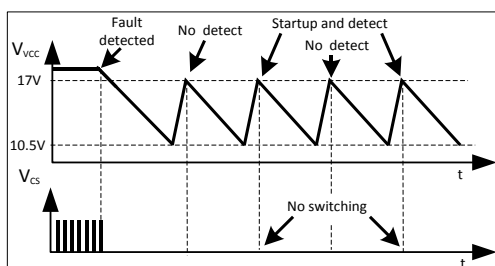 Fault
detected
No detect
Startup and detect
No detect
VVCC
17V
10.5V
t
VCS
No switching
t